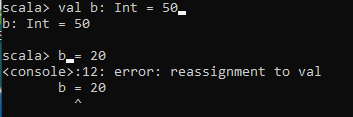 scala> val b: Int = 50
b: Int = 50
scala> b = 20
<console>:12: error: reassignment to val
b = 20
^